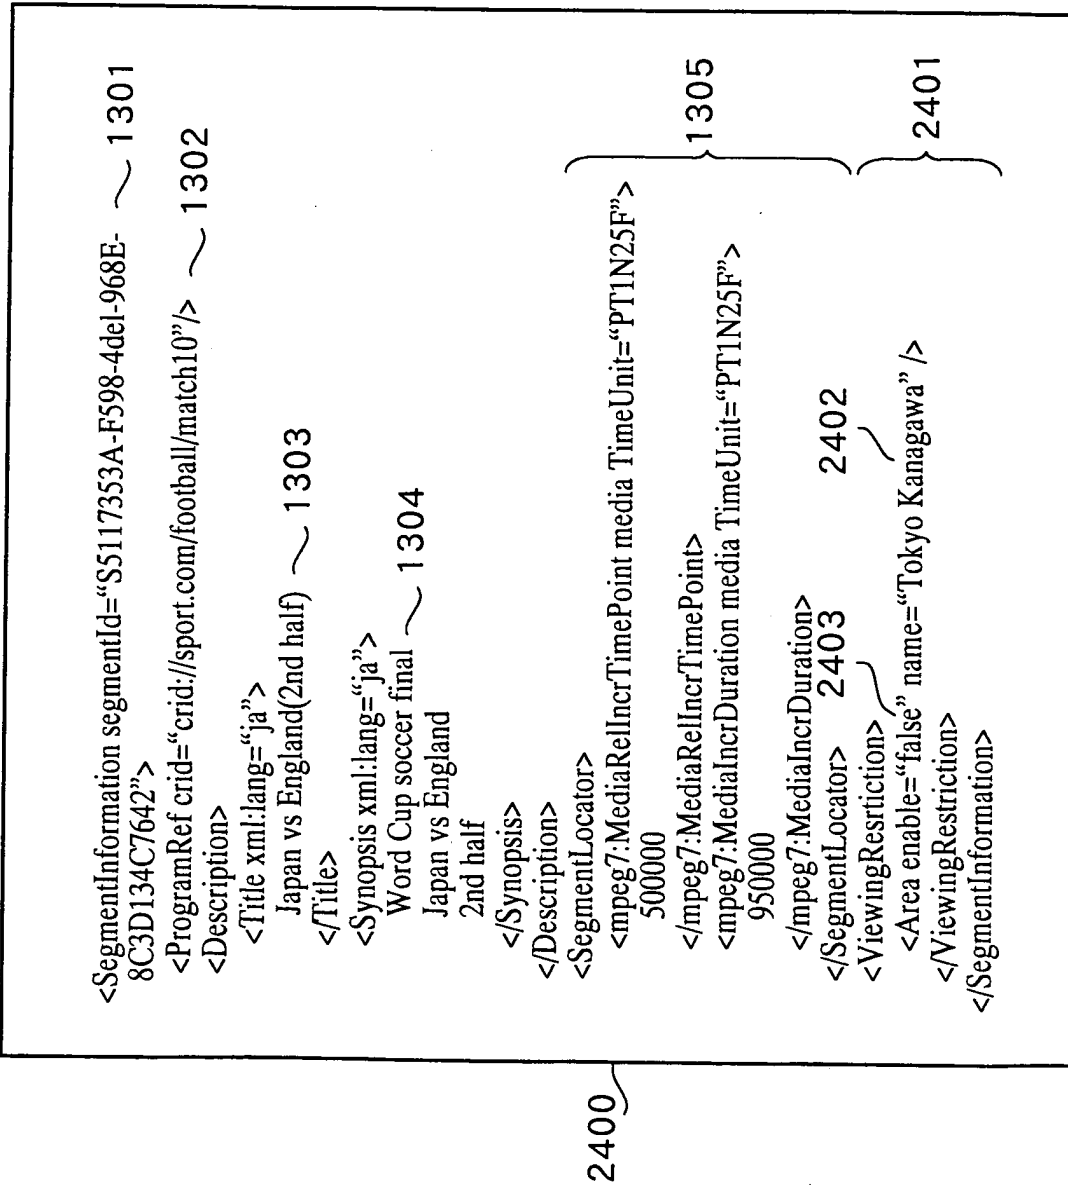 <SegmentInformation segmentId=“S5117353A-F598-4del-968E- 1301
8C3D134C7642”>
<ProgramRef crid=“crid://sport.com/football/match10”/> 1302
<Description>
<Title xml:lang=“ja”>
Japan vs England(2nd half) 1303
</Title>
<Synopsis xml:lang=“ja”>
Word Cup soccer final 1304
Japan vs England
2nd half
</Synopsis>
</Description>
<SegmentLocator>
<mpeg7:MediaRelIncrTimePoint media TimeUnit=“PT1N25F”>
500000
</mpeg7:MediaRelIncrTimePoint>
1305
<mpeg7:MediaIncrDuration media TimeUnit=“PT1N25F”>
950000
</mpeg7:MediaIncrDuration>
</SegmentLocator> 2403 2402
<ViewingResrtiction>
<Area enable=“false” name=“Tokyo Kanagawa” />
2401
</ViewingRestriction>
</SegmentInformation>
2400